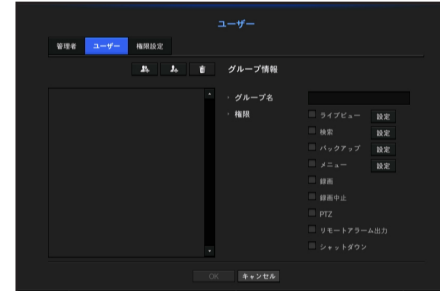 ユーザー
管理者 ユーザー 権限設定
グループ情報
・ グループ名
・ 権限
ライブビュー 設定
検索 設定
バックアップ 設定
メニュー 設定
録画
録画中止
PTZ
リモートアラーム出力
シャットダウン
OK キャンセル